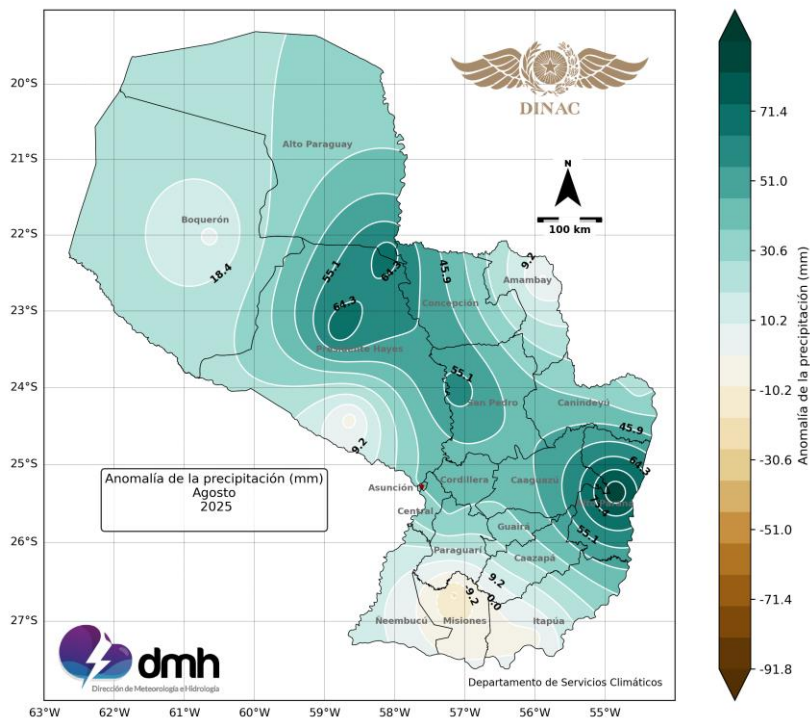 DINAC
N
100 km
20°S
21°S
22°S
23°S
24°S
25°S
26°S
27°S
63°W
62°W
61°W
60°W
59°W
58°W
57°W
56°W
55°W
Alto Paraguay
Boquerón
18.4
55.1
64.3
64.3
45.9
9.2
Amambay
Concepción
Presidente Hayes
55.1
San Pedro
Canindeyú
9.2
45.9
64.3
Asunción
Cordillera
Caaguazú
Central
Guairá
55.1
Paraguarí
Caazapá
9.2
0.0
-9.2
Ñeembucú
Misiones
Itapúa
Anomalía de la precipitación (mm)
Agosto
2025
dmh
Dirección de Meteorología e Hidrología
Departamento de Servicios Climáticos
71.4
51.0
30.6
10.2
-10.2
-30.6
-51.0
-71.4
-91.8
Anomalía de la precipitación (mm)